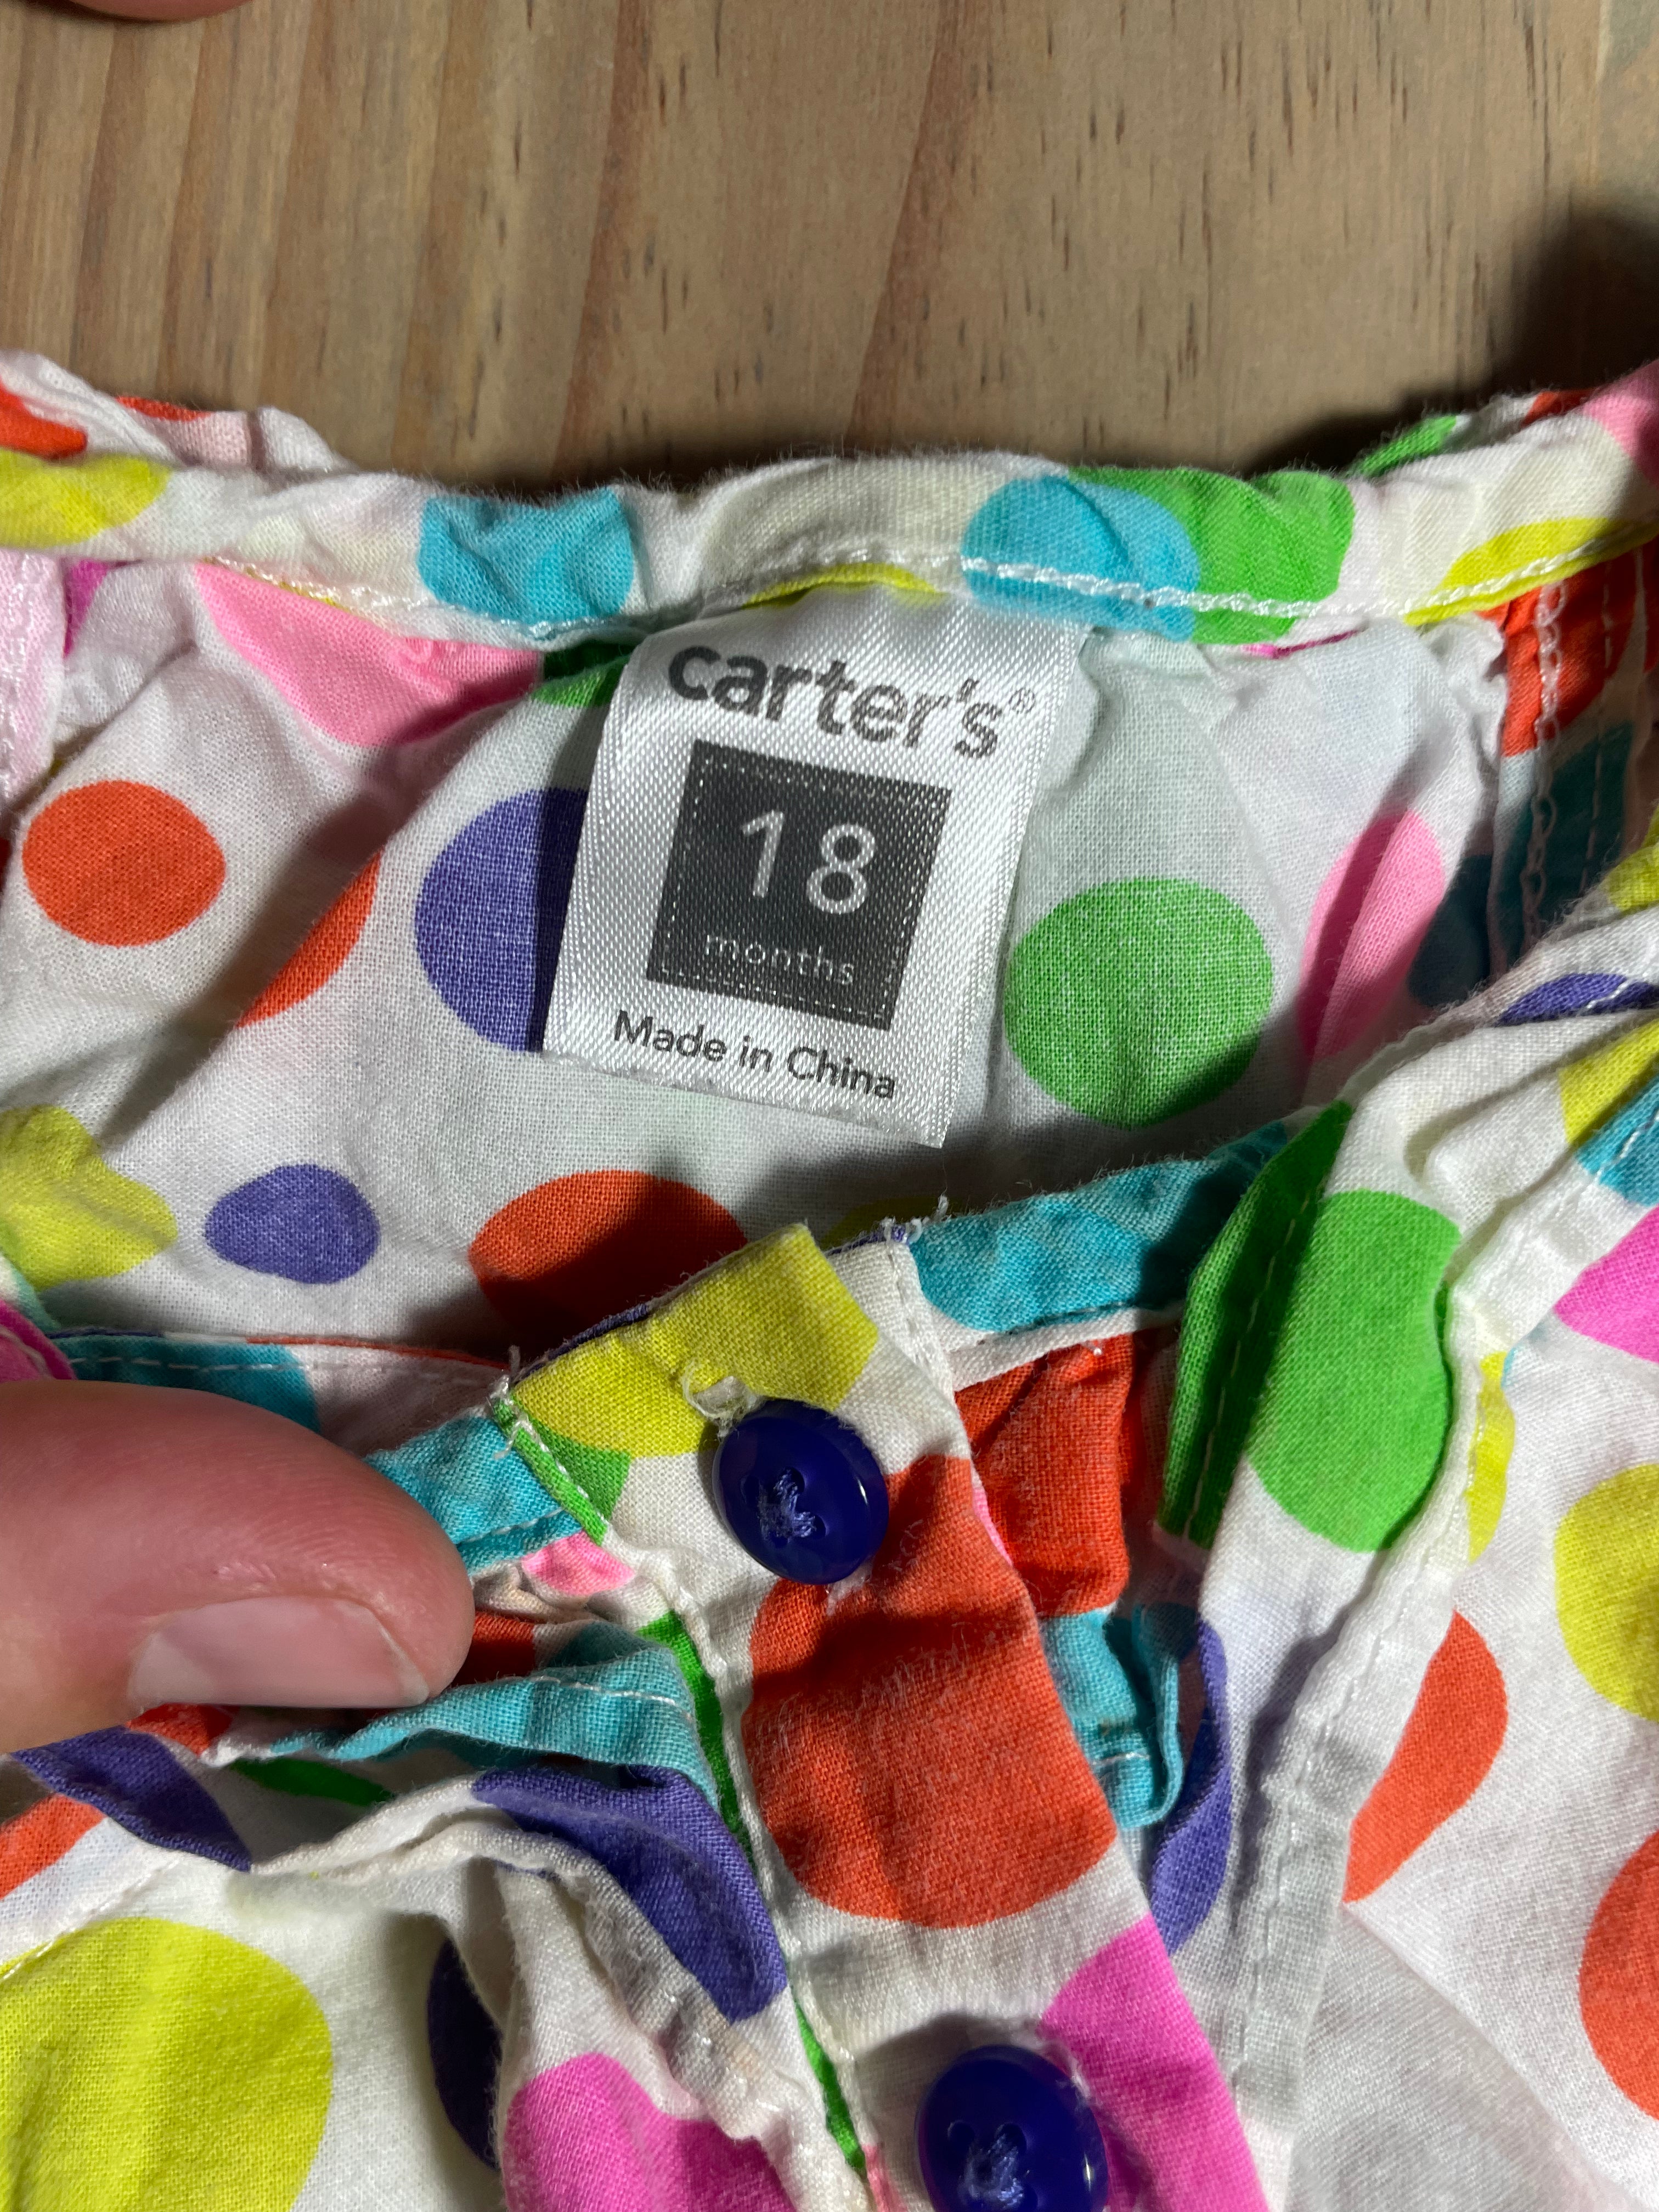 carter's®
18
months
Made in China